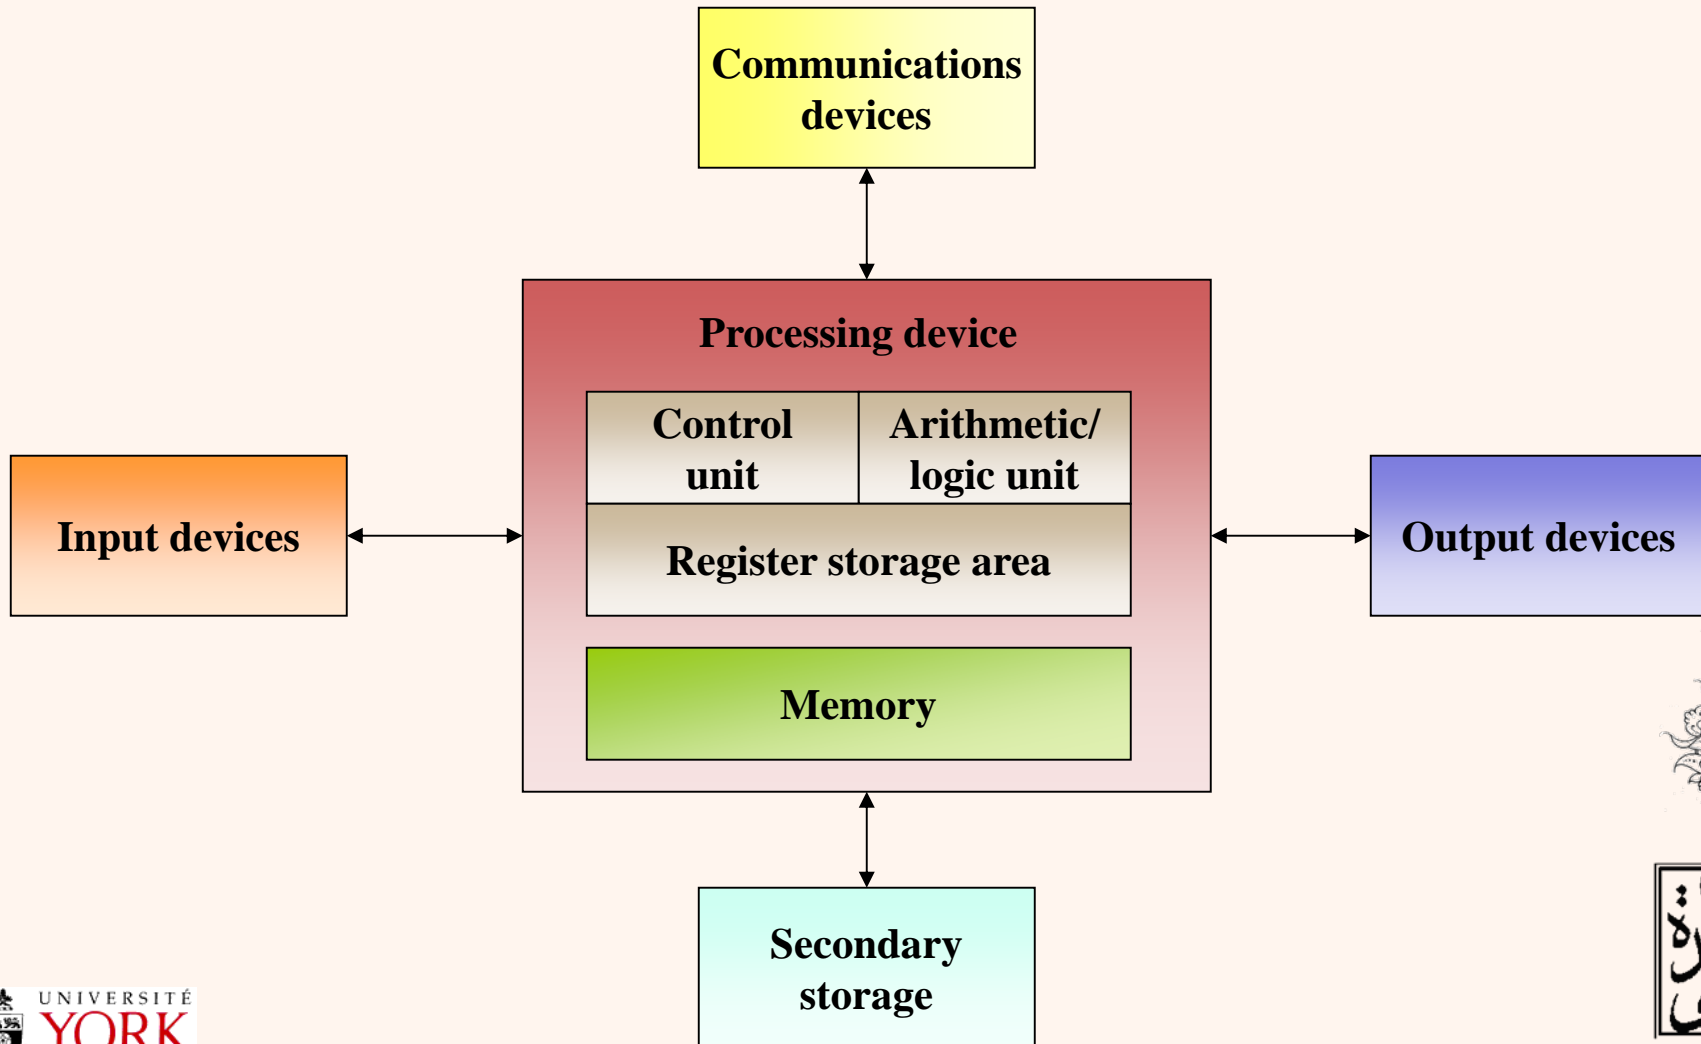 Communications
devices
Processing device
Control
unit
Arithmetic/
logic unit
Input devices
Register storage area
Output devices
Memory
Secondary
storage
UNIVERSITÉ
YORK